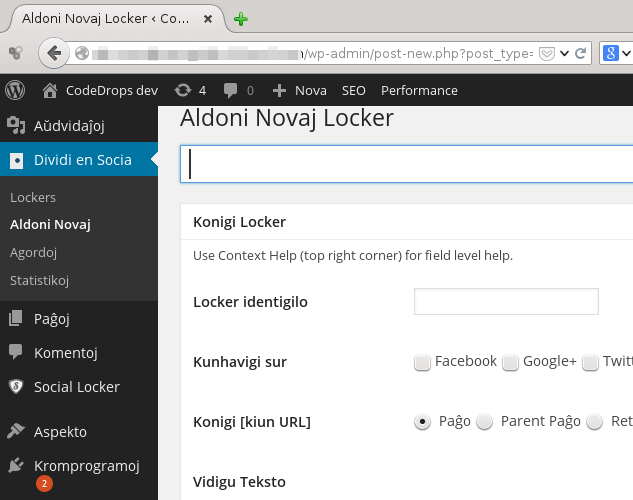 Aldoni Novaj Locker ‹ Co...
/wp-admin/post-new.php?post_type=
CodeDrops dev 4 0 Nova SEO Performance
Aŭdvidaĵoj
Dividi en Socia
Lockers
Aldoni Novaj
Agordoj
Statistikoj
Paĝoj
Komentoj
Social Locker
Aspekto
Kromprogramoj
2
Aldoni Novaj Locker
Konigi Locker
Use Context Help (top right corner) for field level help.
Locker identigilo
Kunhavigi sur Facebook Google+ Twitt
Konigi [kiun URL] Paĝo Parent Paĝo Ret
Vidigu Teksto